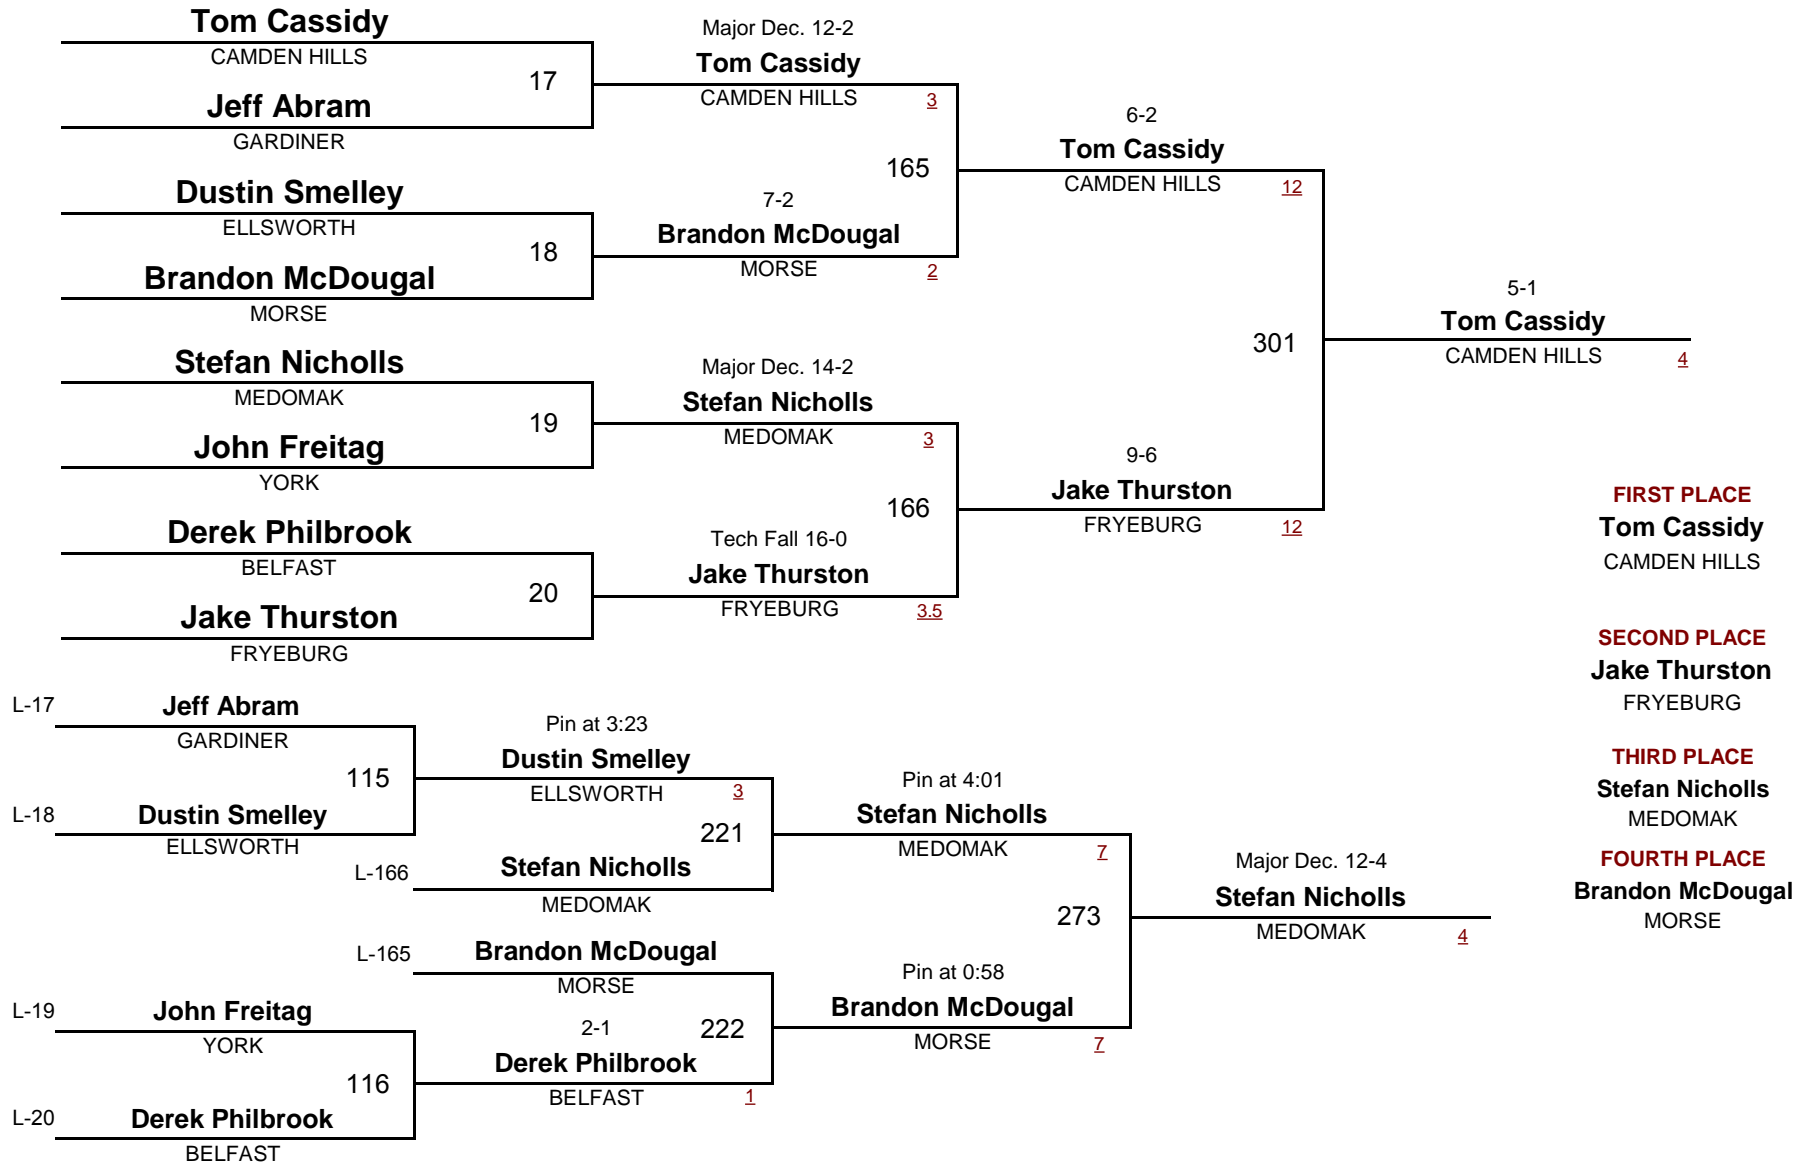 Tom Cassidy
CAMDEN HILLS
17
Jeff Abram
GARDINER
Dustin Smelley
ELLSWORTH
18
Brandon McDougal
MORSE
Stefan Nicholls
MEDOMAK
19
John Freitag
YORK
Derek Philbrook
BELFAST
20
Jake Thurston
FRYEBURG
Major Dec. 12-2
Tom Cassidy
CAMDEN HILLS 3
165
7-2
Brandon McDougal
MORSE 2
Major Dec. 14-2
Stefan Nicholls
MEDOMAK 3
166
Tech Fall 16-0
Jake Thurston
FRYEBURG 3.5
6-2
Tom Cassidy
CAMDEN HILLS 12
301
9-6
Jake Thurston
FRYEBURG 12
5-1
Tom Cassidy
CAMDEN HILLS 4
FIRST PLACE
Tom Cassidy
CAMDEN HILLS
SECOND PLACE
Jake Thurston
FRYEBURG
THIRD PLACE
Stefan Nicholls
MEDOMAK
FOURTH PLACE
Brandon McDougal
MORSE
L-17 Jeff Abram
GARDINER
115
L-18 Dustin Smelley
ELLSWORTH
Pin at 3:23
Dustin Smelley
ELLSWORTH 3
221
L-166 Stefan Nicholls
MEDOMAK
L-165 Brandon McDougal
MORSE
L-19 John Freitag
YORK
116
L-20 Derek Philbrook
BELFAST
2-1
222
Derek Philbrook
BELFAST 1
Pin at 4:01
Stefan Nicholls
MEDOMAK 7
273
Pin at 0:58
Brandon McDougal
MORSE 7
Major Dec. 12-4
Stefan Nicholls
MEDOMAK 4